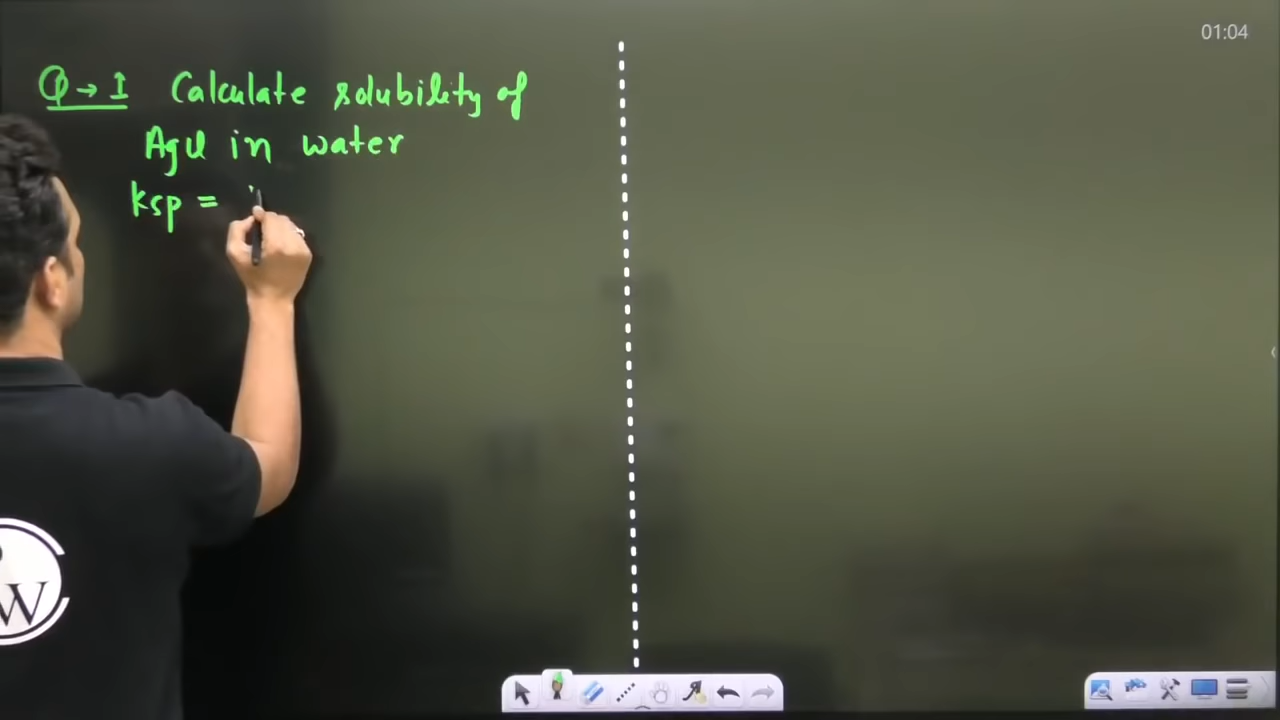 01:04
Q → 1 Calculate solubility of
AgCl in water
ksp =
W